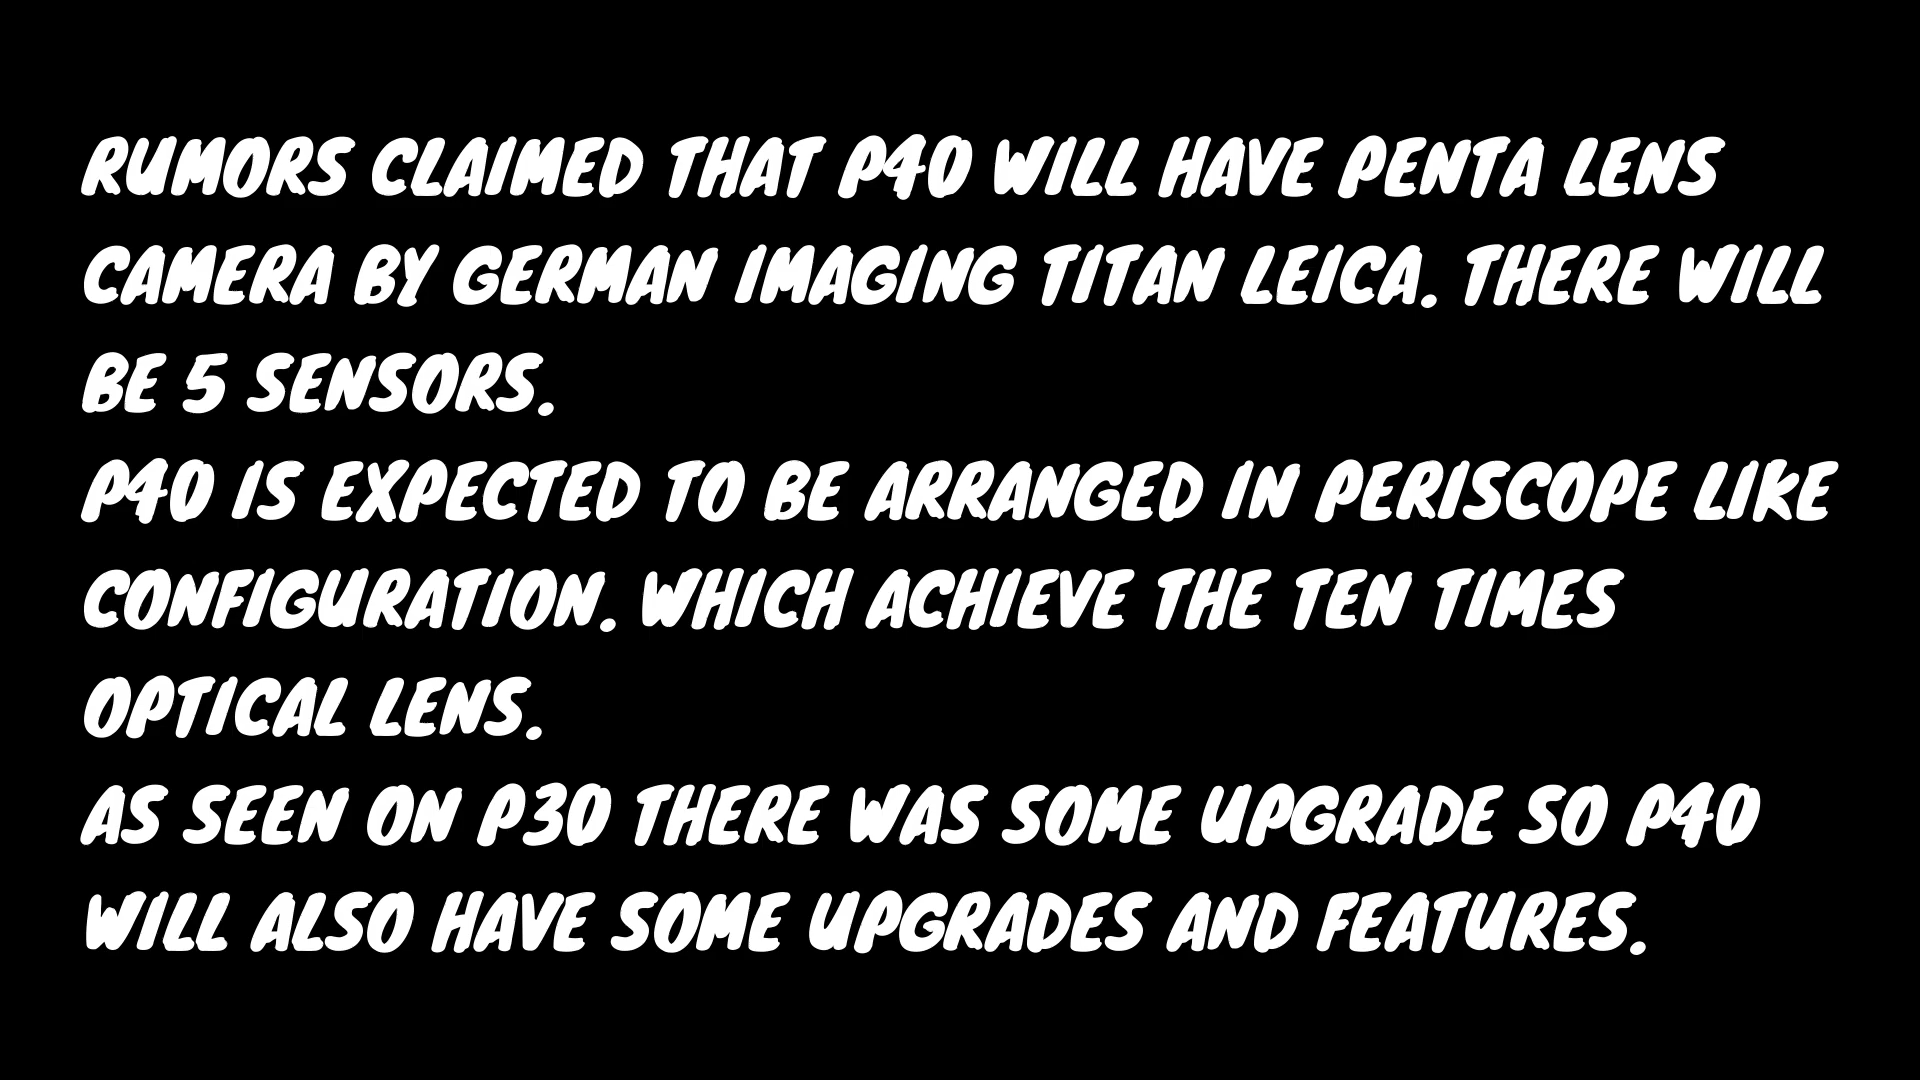 RUMORS CLAIMED THAT P40 WILL HAVE PENTA LENS
CAMERA BY GERMAN IMAGING TITAN LEICA. THERE WILL
BE 5 SENSORS.
P40 IS EXPECTED TO BE ARRANGED IN PERISCOPE LIKE
CONFIGURATION. WHICH ACHIEVE THE TEN TIMES
OPTICAL LENS.
AS SEEN ON P30 THERE WAS SOME UPGRADE SO P40
WILL ALSO HAVE SOME UPGRADES AND FEATURES.